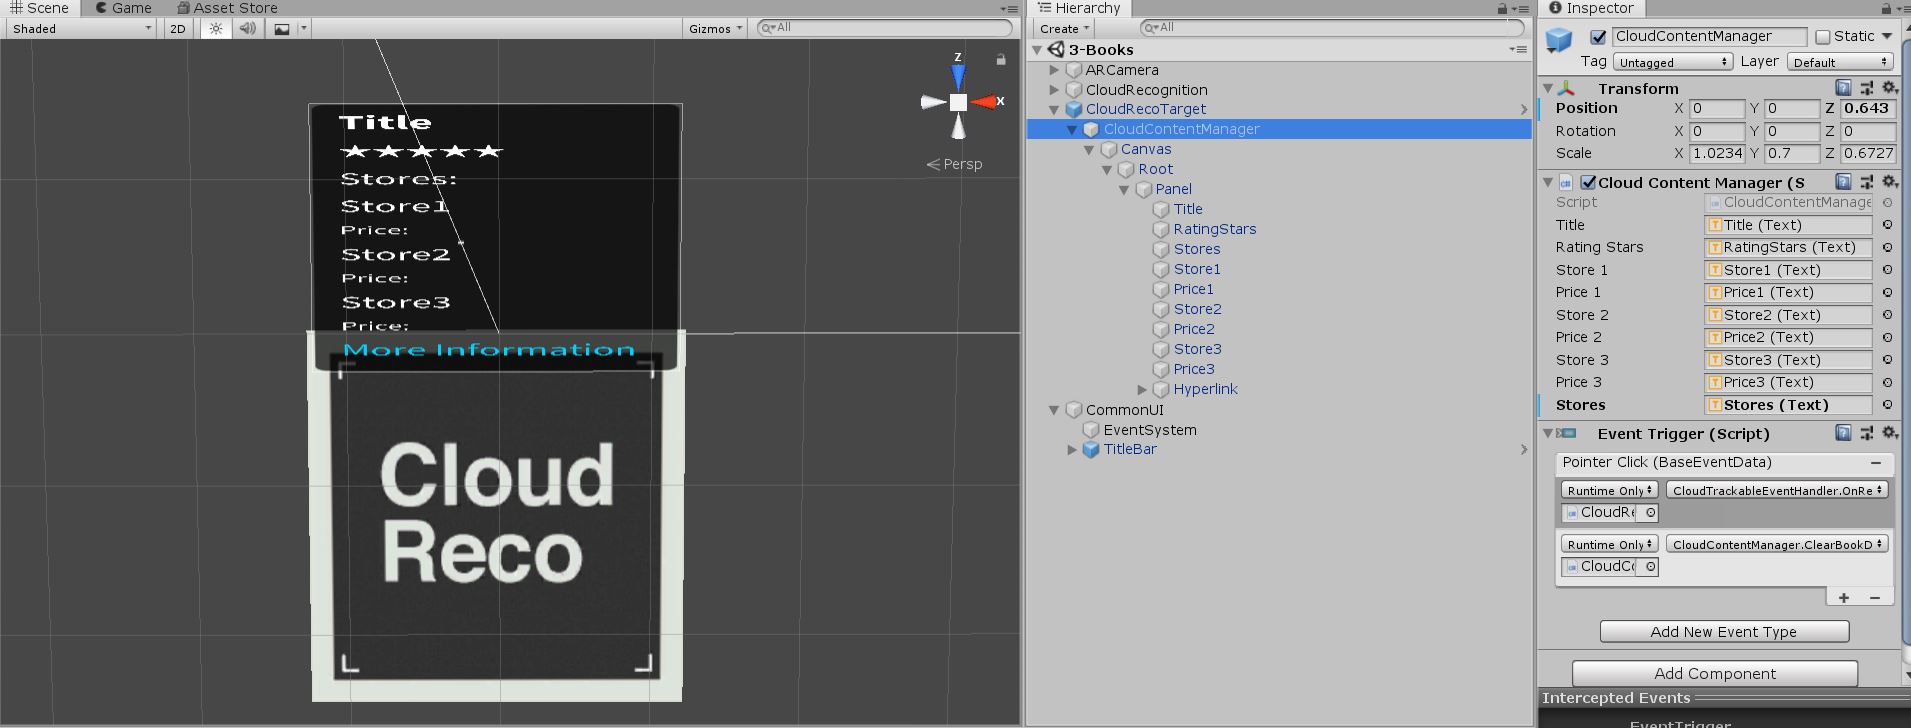 Scene Game Asset Store
Shaded 2D Gizmos All
Z
X
Persp
Title
★★★★★
Stores:
Store1
Price:
Store2
Price:
Store3
Price:
More Information
Cloud
Reco
Hierarchy
Create All
3-Books
ARCamera
CloudRecognition
CloudRecoTarget
CloudContentManager
Canvas
Root
Panel
Title
RatingStars
Stores
Store1
Price1
Store2
Price2
Store3
Price3
Hyperlink
CommonUI
EventSystem
TitleBar
Inspector
CloudContentManager Static
Tag Untagged Layer Default
Transform
Position X 0 Y 0 Z 0.643
Rotation X 0 Y 0 Z 0
Scale X 1.0234 Y 0.7 Z 0.6727
Cloud Content Manager (S
Script CloudContentManage
Title Title (Text)
Rating Stars RatingStars (Text)
Store 1 Store1 (Text)
Price 1 Price1 (Text)
Store 2 Store2 (Text)
Price 2 Price2 (Text)
Store 3 Store3 (Text)
Price 3 Price3 (Text)
Stores Stores (Text)
Event Trigger (Script)
Pointer Click (BaseEventData)
Runtime Only CloudTrackableEventHandler.OnRe
CloudRe
Runtime Only CloudContentManager.ClearBookD
CloudCo
+ −
Add New Event Type
Add Component
Intercepted Events
EventTrigger